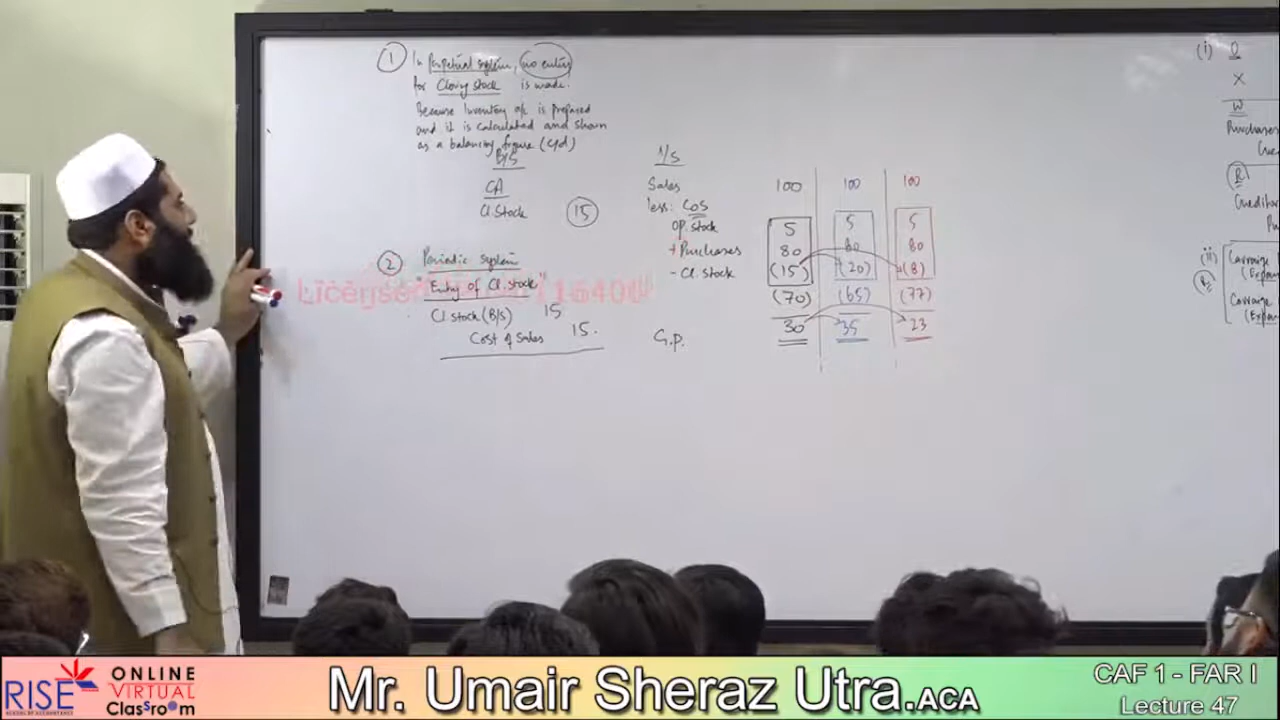 1 In Perpetual system, no entry
for Closing stock is made.
Because Inventory a/c is prepared
and it is calculated and shown
as a balancing figure (c/d)
B/S
CA
Cl. Stock 15
2 Periodic system
"Entry of Cl. stock"
Cl stock (B/S) 15
Cost of Sales 15.
I/S
Sales 100 100 100
less: COS
Op. stock 5 5 5
+ Purchases 80 80 80
- Cl. stock (15) (20) (8)
(70) (65) (77)
G.p. 30 35 23
(i)
X
W
Purchases
R
Creditor
(ii) Carriage
Carriage
RISE
ONLINE
VIRTUAL
ClassRoom
Mr. Umair Sheraz Utra.ACA
CAF 1 - FAR I
Lecture 47